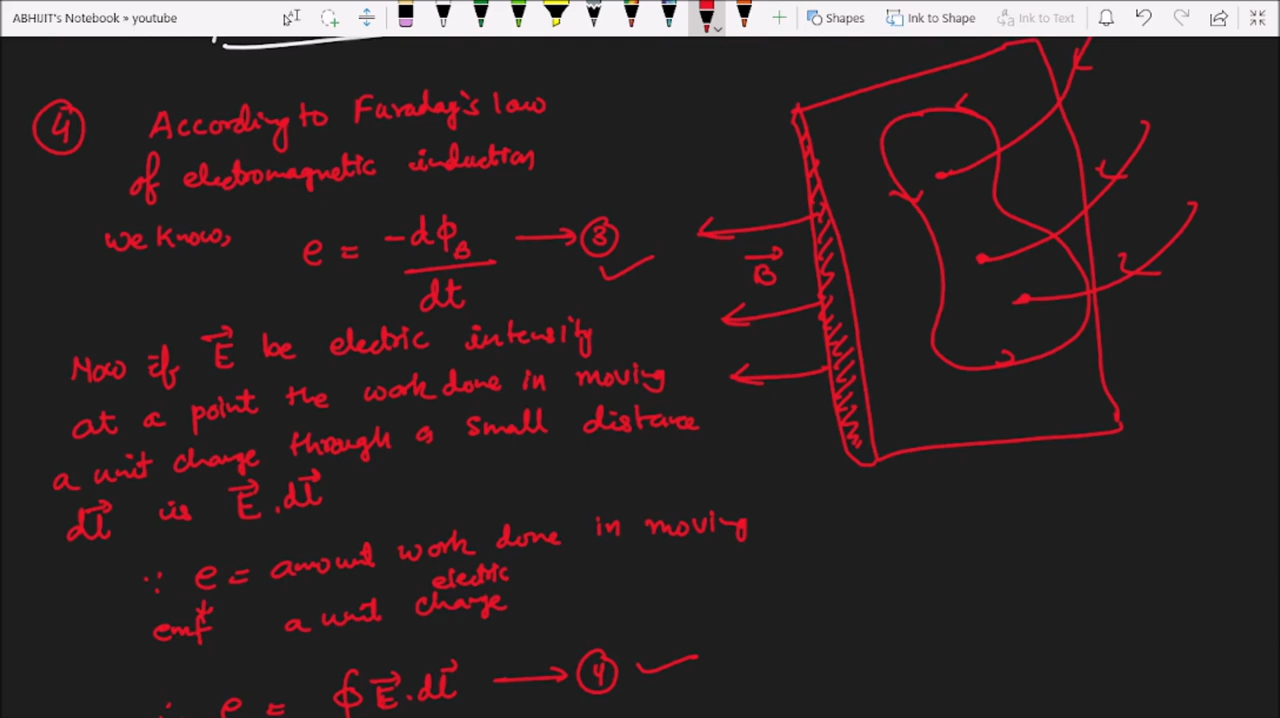 ABHIJIT's Notebook » youtube
Shapes
Ink to Shape
Ink to Text
④ According to Faraday's law
of electromagnetic induction
we know,
e = -dϕ_B/dt → ③ ✓
B⃗
Now if E⃗ be electric intensity
at a point the work done in moving
a unit charge through a small distance
dl⃗ is E⃗.dl⃗
∵ e = amount work done in moving
emf a unit electric charge
∴ e = ∮E⃗.dl⃗ → ④ ✓